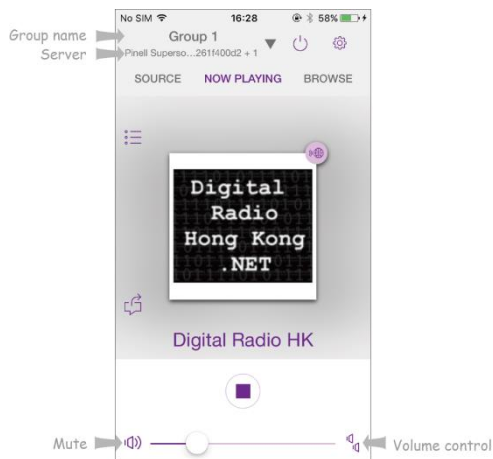 No SIM 16:28 58%
Group name
Group 1
Server
Pinell Superso...261f400d2 + 1
SOURCE NOW PLAYING BROWSE
Digital
Radio
Hong Kong
.NET
Digital Radio HK
Mute
Volume control